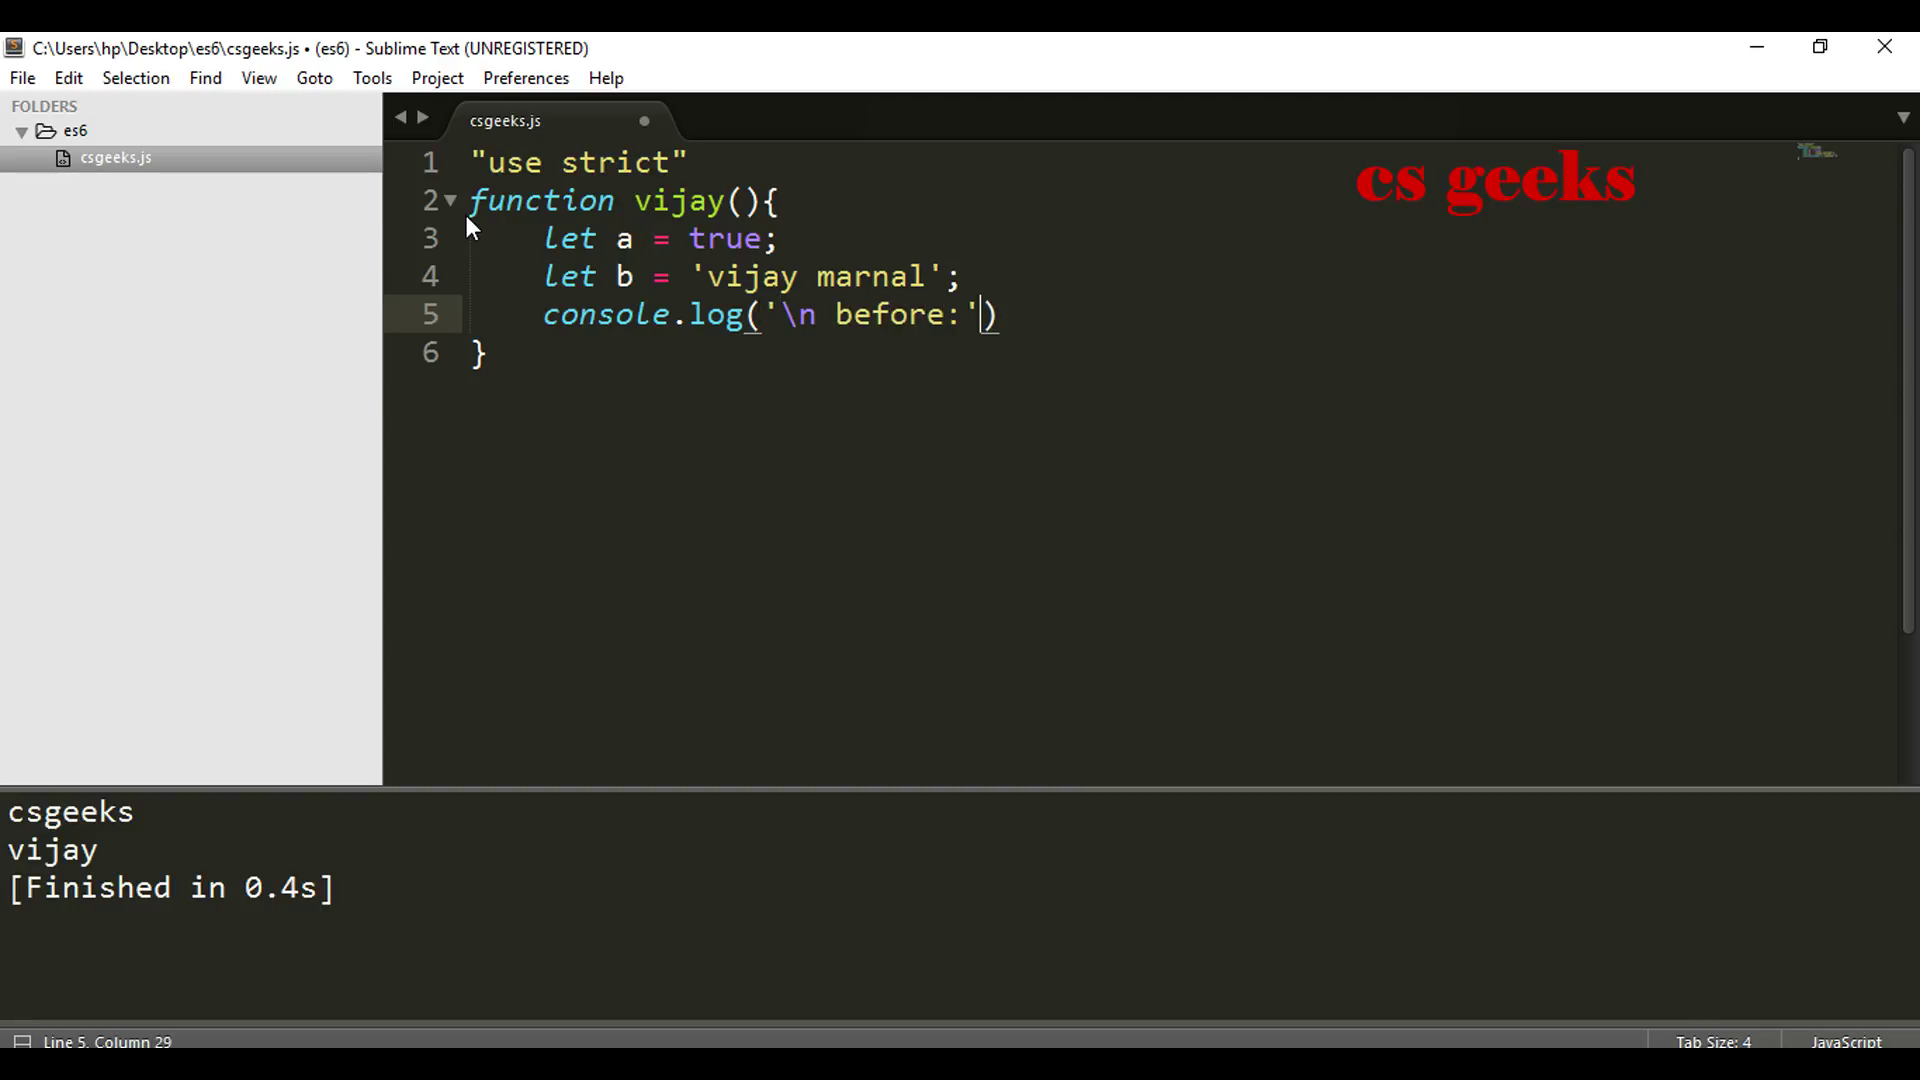 C:\Users\hp\Desktop\es6\csgeeks.js • (es6) - Sublime Text (UNREGISTERED)
File Edit Selection Find View Goto Tools Project Preferences Help
FOLDERS
es6
csgeeks.js
csgeeks.js
1 "use strict"
2 function vijay(){
3     let a = true;
4     let b = 'vijay marnal';
5     console.log('\n before:')
6 }
cs geeks
csgeeks
vijay
[Finished in 0.4s]
Line 5, Column 29
Tab Size: 4
JavaScript